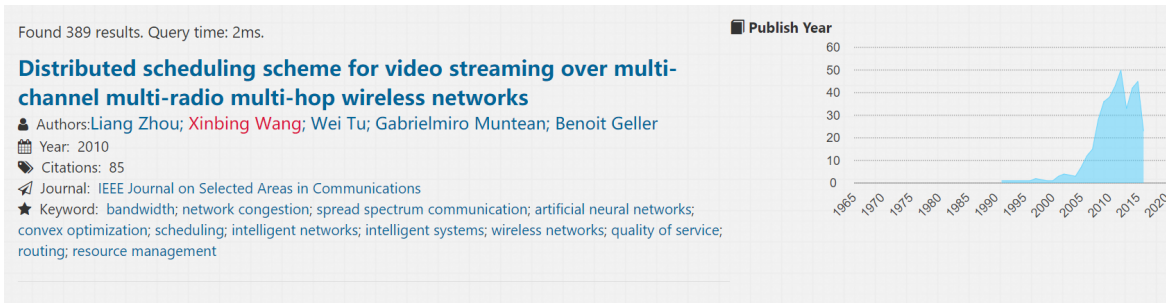 Found 389 results. Query time: 2ms.
Distributed scheduling scheme for video streaming over multi-
channel multi-radio multi-hop wireless networks
Authors:Liang Zhou; Xinbing Wang; Wei Tu; Gabrielmiro Muntean; Benoit Geller
Year: 2010
Citations: 85
Journal: IEEE Journal on Selected Areas in Communications
Keyword: bandwidth; network congestion; spread spectrum communication; artificial neural networks;
convex optimization; scheduling; intelligent networks; intelligent systems; wireless networks; quality of service;
routing; resource management
Publish Year
60
50
40
30
20
10
0
1965 1970 1975 1980 1985 1990 1995 2000 2005 2010 2015 2020